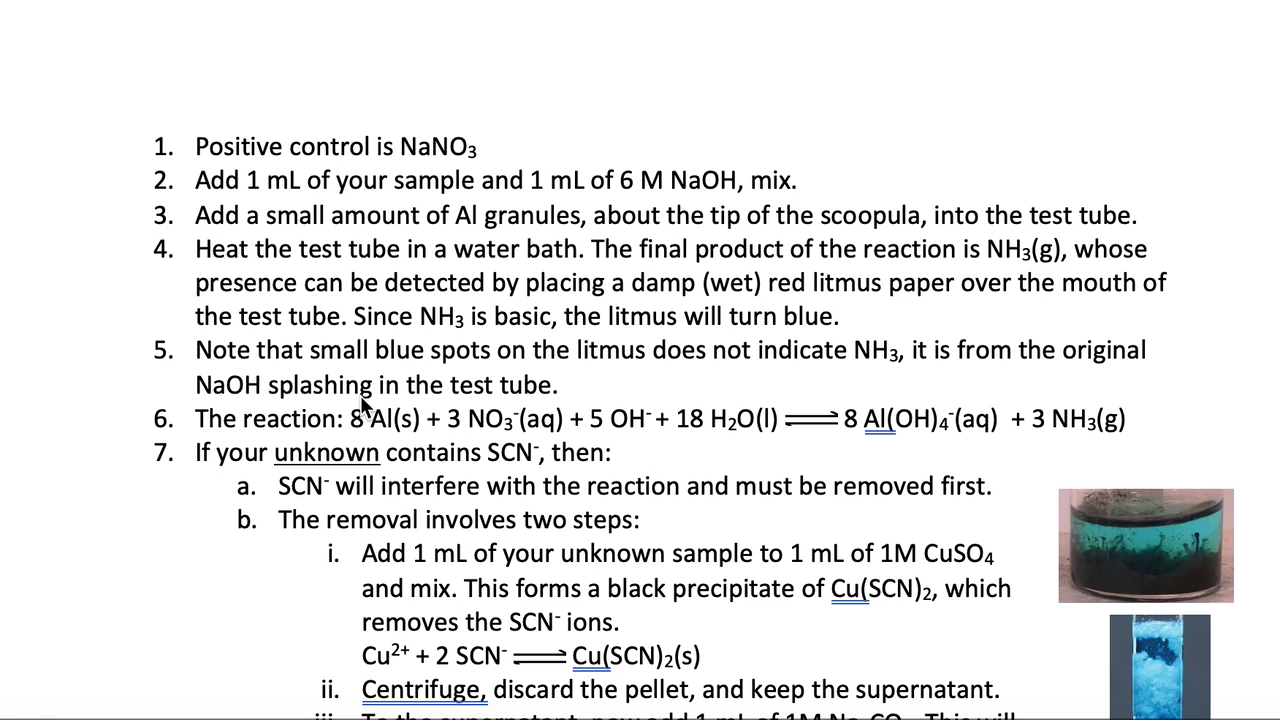 1. Positive control is NaNO₃
2. Add 1 mL of your sample and 1 mL of 6 M NaOH, mix.
3. Add a small amount of Al granules, about the tip of the scoopula, into the test tube.
4. Heat the test tube in a water bath. The final product of the reaction is NH₃(g), whose
presence can be detected by placing a damp (wet) red litmus paper over the mouth of
the test tube. Since NH₃ is basic, the litmus will turn blue.
5. Note that small blue spots on the litmus does not indicate NH₃, it is from the original
NaOH splashing in the test tube.
6. The reaction: 8 Al(s) + 3 NO₃⁻(aq) + 5 OH⁻ + 18 H₂O(l) ⇌ 8 Al(OH)₄⁻(aq) + 3 NH₃(g)
7. If your unknown contains SCN⁻, then:
a. SCN⁻ will interfere with the reaction and must be removed first.
b. The removal involves two steps:
i. Add 1 mL of your unknown sample to 1 mL of 1M CuSO₄
and mix. This forms a black precipitate of Cu(SCN)₂, which
removes the SCN⁻ ions.
Cu²⁺ + 2 SCN⁻ ⇌ Cu(SCN)₂(s)
ii. Centrifuge, discard the pellet, and keep the supernatant.